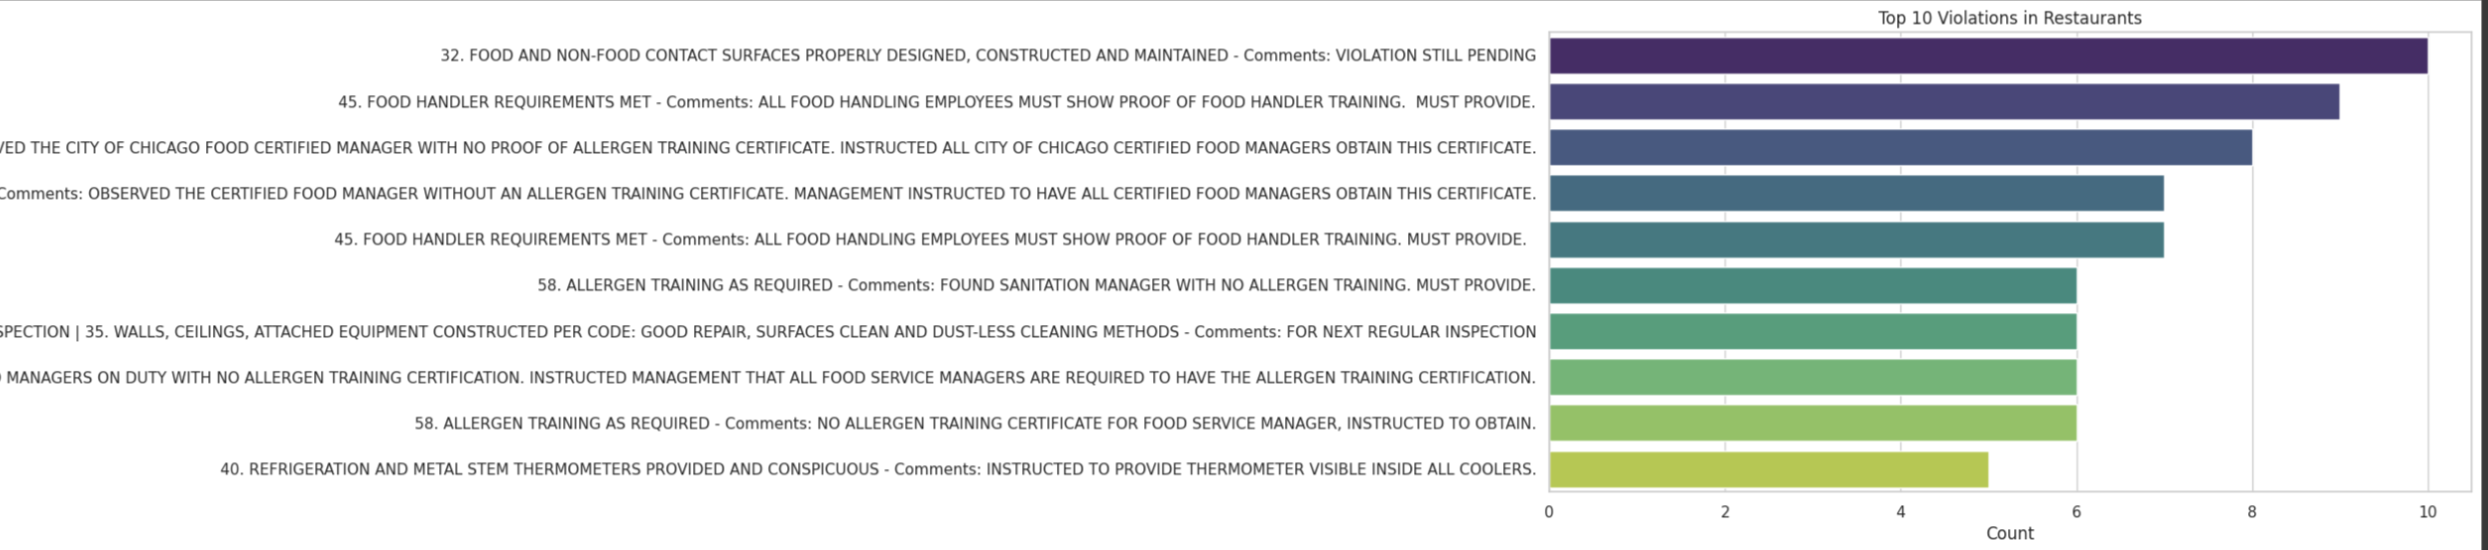 Top 10 Violations in Restaurants
32. FOOD AND NON-FOOD CONTACT SURFACES PROPERLY DESIGNED, CONSTRUCTED AND MAINTAINED - Comments: VIOLATION STILL PENDING
45. FOOD HANDLER REQUIREMENTS MET - Comments: ALL FOOD HANDLING EMPLOYEES MUST SHOW PROOF OF FOOD HANDLER TRAINING.  MUST PROVIDE.
THE CITY OF CHICAGO FOOD CERTIFIED MANAGER WITH NO PROOF OF ALLERGEN TRAINING CERTIFICATE. INSTRUCTED ALL CITY OF CHICAGO CERTIFIED FOOD MANAGERS OBTAIN THIS CERTIFICATE.
Comments: OBSERVED THE CERTIFIED FOOD MANAGER WITHOUT AN ALLERGEN TRAINING CERTIFICATE. MANAGEMENT INSTRUCTED TO HAVE ALL CERTIFIED FOOD MANAGERS OBTAIN THIS CERTIFICATE.
45. FOOD HANDLER REQUIREMENTS MET - Comments: ALL FOOD HANDLING EMPLOYEES MUST SHOW PROOF OF FOOD HANDLER TRAINING. MUST PROVIDE.
58. ALLERGEN TRAINING AS REQUIRED - Comments: FOUND SANITATION MANAGER WITH NO ALLERGEN TRAINING. MUST PROVIDE.
| 35. WALLS, CEILINGS, ATTACHED EQUIPMENT CONSTRUCTED PER CODE: GOOD REPAIR, SURFACES CLEAN AND DUST-LESS CLEANING METHODS - Comments: FOR NEXT REGULAR INSPECTION
MANAGERS ON DUTY WITH NO ALLERGEN TRAINING CERTIFICATION. INSTRUCTED MANAGEMENT THAT ALL FOOD SERVICE MANAGERS ARE REQUIRED TO HAVE THE ALLERGEN TRAINING CERTIFICATION.
58. ALLERGEN TRAINING AS REQUIRED - Comments: NO ALLERGEN TRAINING CERTIFICATE FOR FOOD SERVICE MANAGER, INSTRUCTED TO OBTAIN.
40. REFRIGERATION AND METAL STEM THERMOMETERS PROVIDED AND CONSPICUOUS - Comments: INSTRUCTED TO PROVIDE THERMOMETER VISIBLE INSIDE ALL COOLERS.
0 2 4 6 8 10
Count